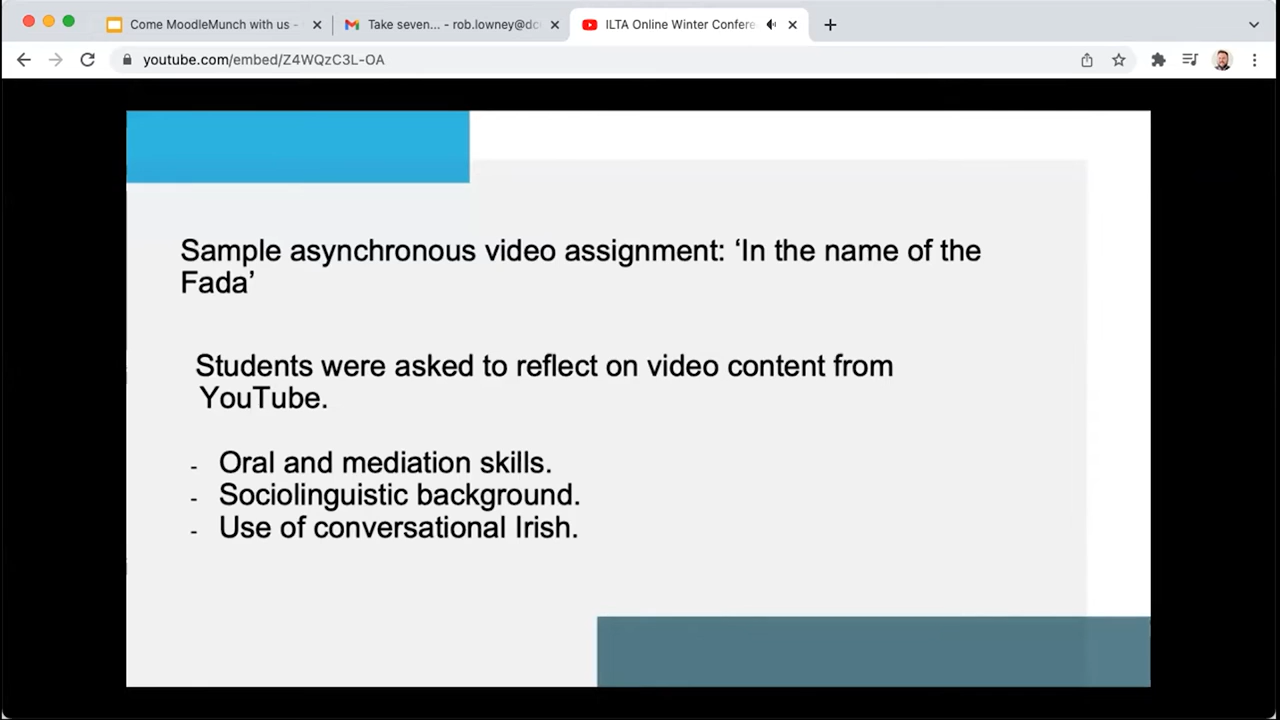 Come MoodleMunch with us -
Take seven... - rob.lowney@dc
ILTA Online Winter Confere
youtube.com/embed/Z4WQzC3L-OA
Sample asynchronous video assignment: ‘In the name of the
Fada’
Students were asked to reflect on video content from
YouTube.
- Oral and mediation skills.
- Sociolinguistic background.
- Use of conversational Irish.